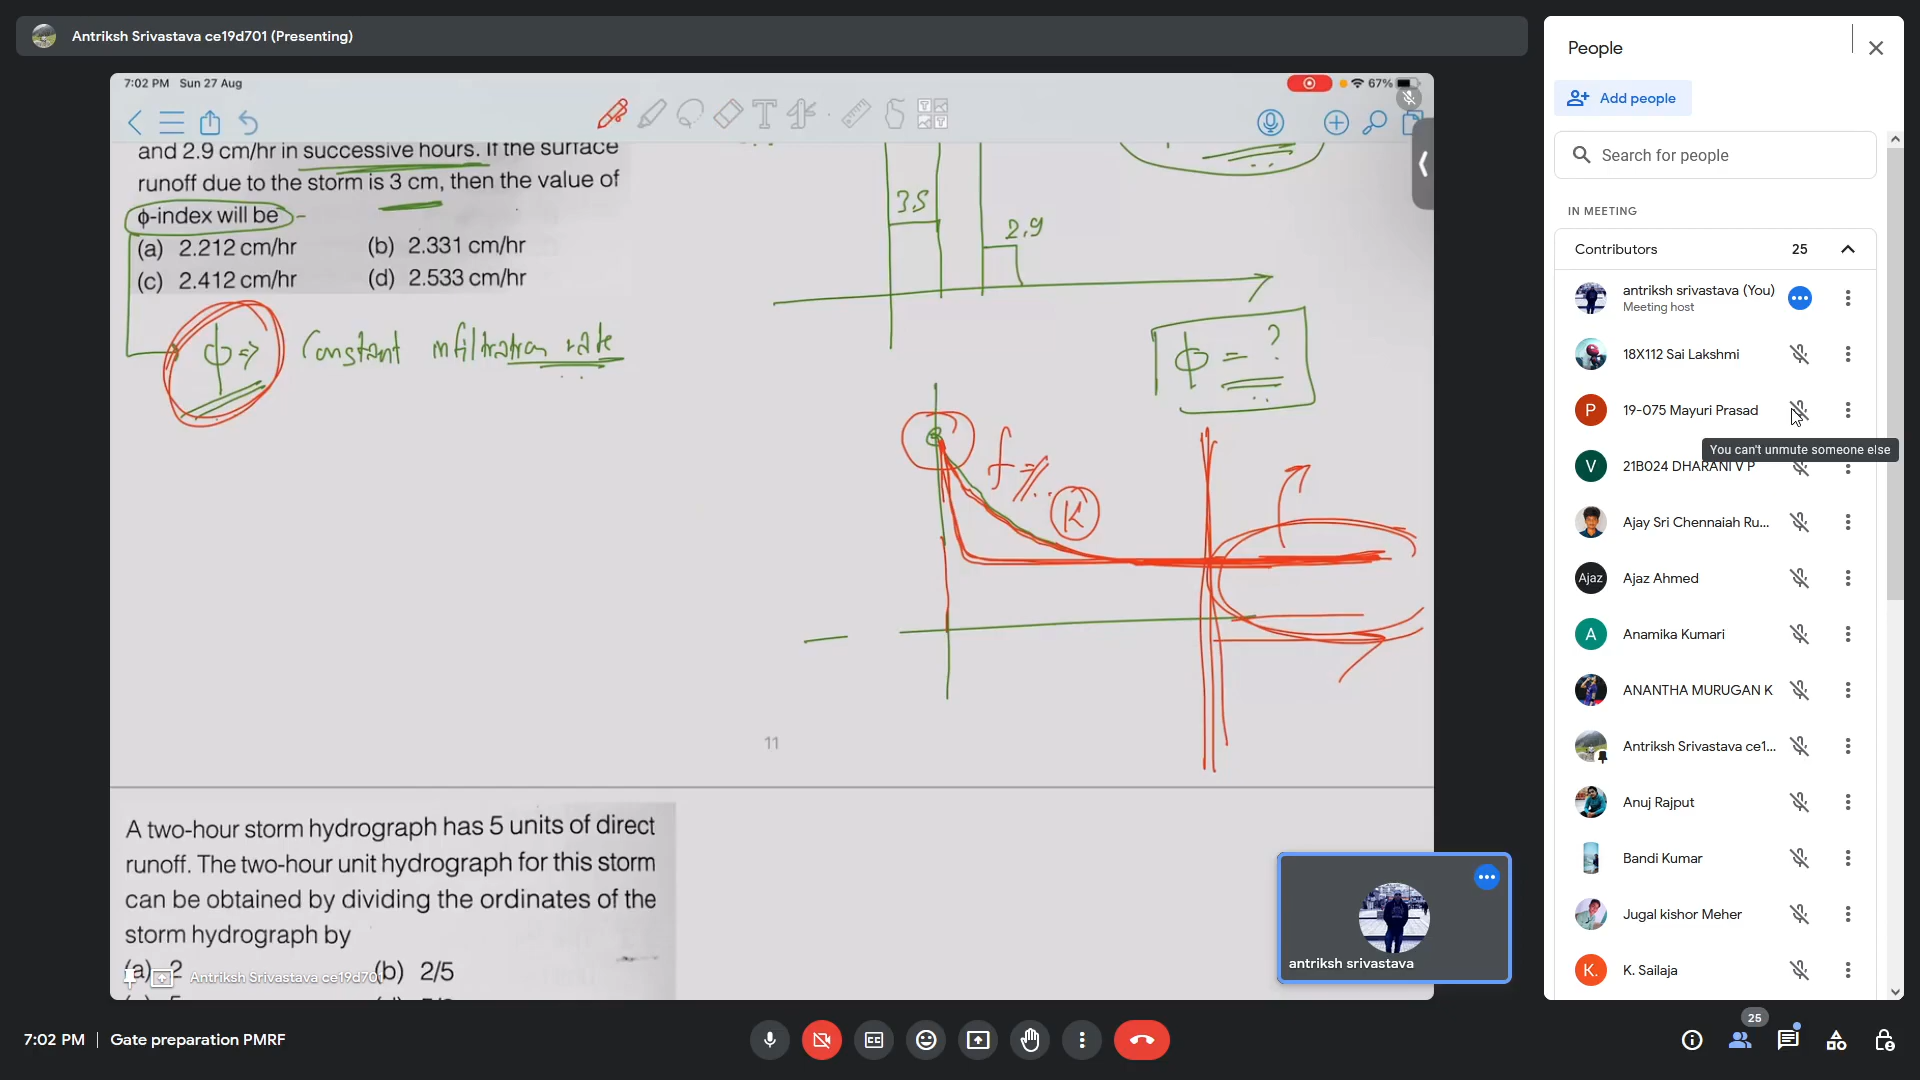 Antriksh Srivastava ce19d701 (Presenting)
7:02 PM Sun 27 Aug
67%
and 2.9 cm/hr in successive hours. If the surface
runoff due to the storm is 3 cm, then the value of
ϕ-index will be
(a) 2.212 cm/hr (b) 2.331 cm/hr
(c) 2.412 cm/hr (d) 2.533 cm/hr
ϕ ⇒ Constant infiltration rate
2.9
ϕ = ?
f
K
11
A two-hour storm hydrograph has 5 units of direct
runoff. The two-hour unit hydrograph for this storm
can be obtained by dividing the ordinates of the
storm hydrograph by
(a) 2 (b) 2/5
Antriksh Srivastava ce19d70
antriksh srivastava
People
Add people
Search for people
IN MEETING
Contributors 25
antriksh srivastava (You)
Meeting host
18X112 Sai Lakshmi
P 19-075 Mayuri Prasad
You can't unmute someone else
V 21B024 DHARANI V P
Ajay Sri Chennaiah Ru...
Ajaz Ajaz Ahmed
A Anamika Kumari
ANANTHA MURUGAN K
Antriksh Srivastava ce1...
Anuj Rajput
Bandi Kumar
Jugal kishor Meher
K. K. Sailaja
7:02 PM | Gate preparation PMRF
25